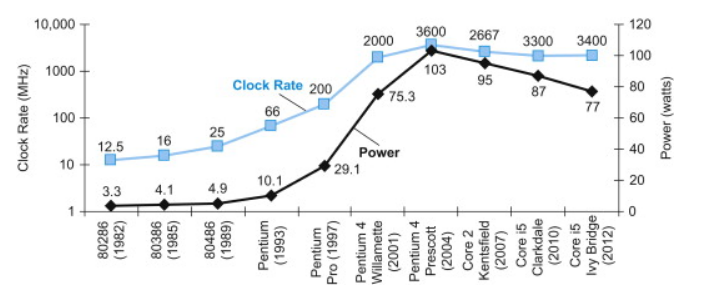 10,000
1000
100
10
1
Clock Rate (MHz)
120
100
80
60
40
20
0
Power (watts)
Clock Rate
Power
12.5
16
25
66
200
2000
3600
2667
3300
3400
3.3
4.1
4.9
10.1
29.1
75.3
103
95
87
77
80286
(1982)
80386
(1985)
80486
(1989)
Pentium
(1993)
Pentium
Pro (1997)
Pentium 4
Willamette
(2001)
Pentium 4
Prescott
(2004)
Core 2
Kentsfield
(2007)
Core i5
Clarkdale
(2010)
Core i5
Ivy Bridge
(2012)